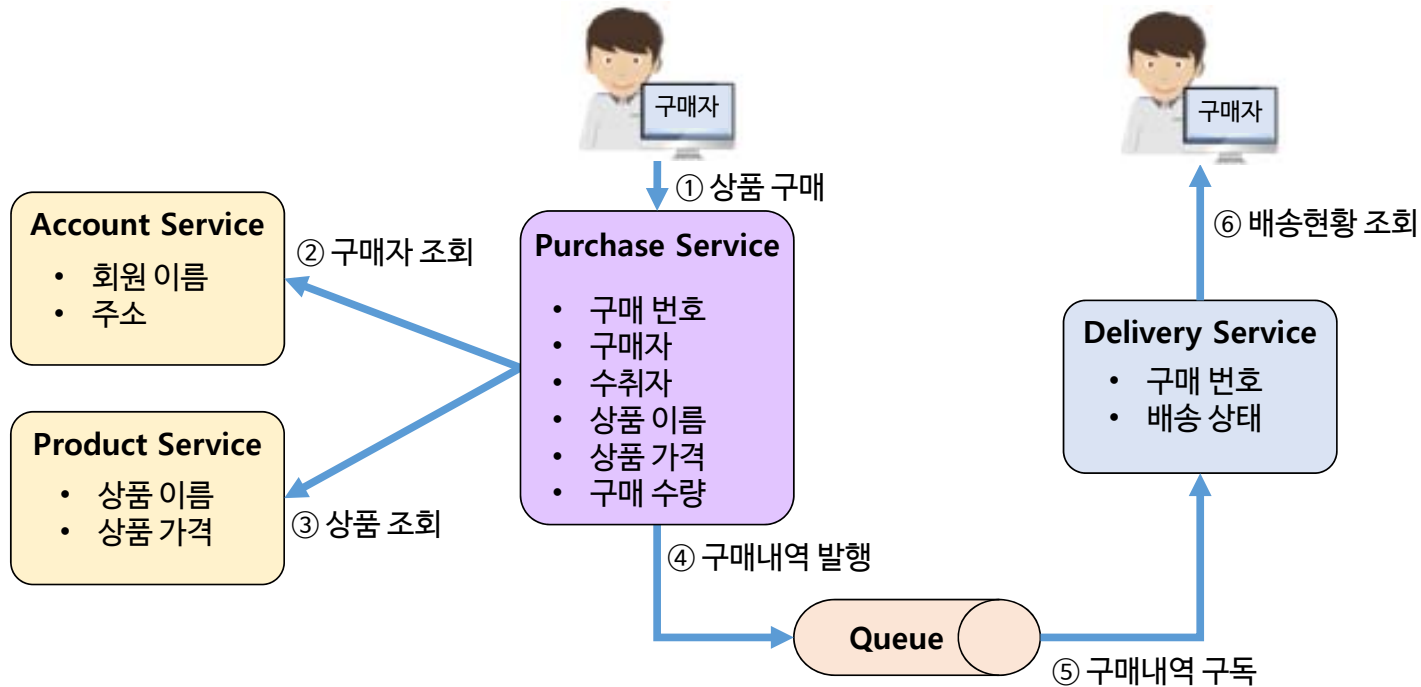 구매자
구매자
① 상품 구매
Account Service
• 회원 이름
• 주소
② 구매자 조회
Purchase Service
• 구매 번호
• 구매자
• 수취자
• 상품 이름
• 상품 가격
• 구매 수량
⑥ 배송현황 조회
Delivery Service
• 구매 번호
• 배송 상태
Product Service
• 상품 이름
• 상품 가격
③ 상품 조회
④ 구매내역 발행
Queue
⑤ 구매내역 구독